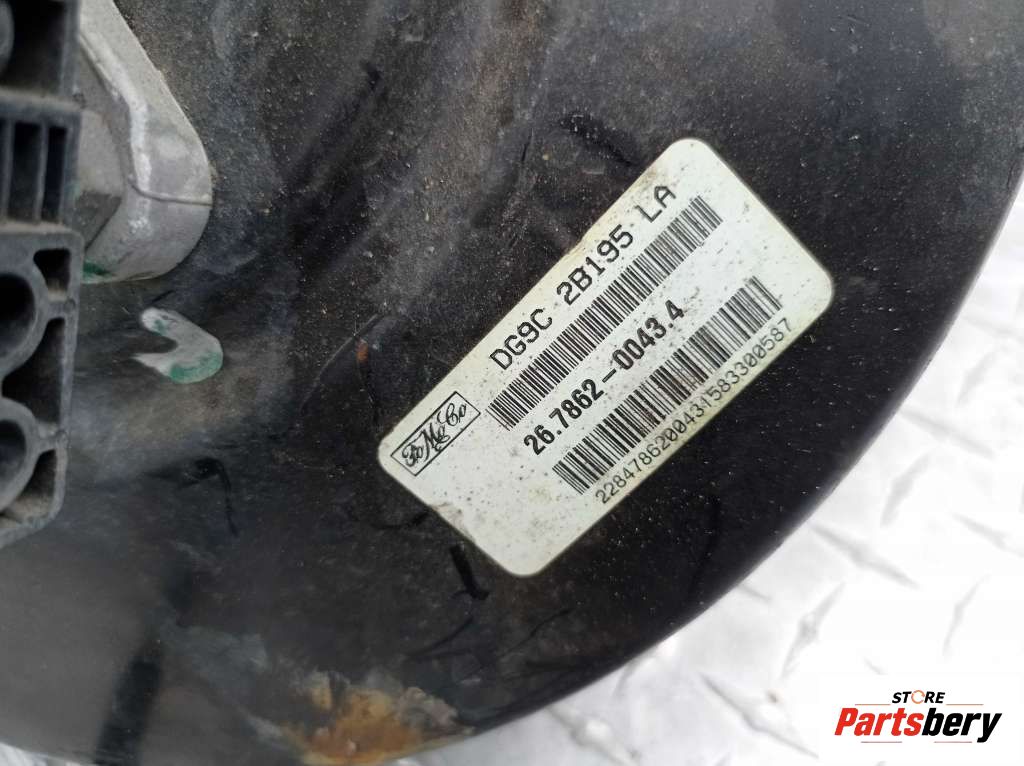 DG9C 2B195 LA
26.7862-0043.4
228478620043158330058​7
FoMoCo
STORE
Partsbery